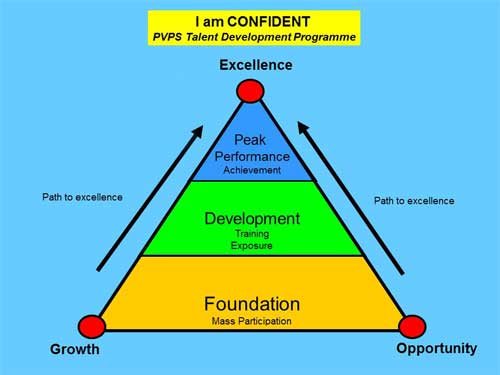 I am CONFIDENT
PVPS Talent Development Programme
Excellence
Peak
Performance
Achievement
Path to excellence
Path to excellence
Development
Training
Exposure
Foundation
Mass Participation
Growth
Opportunity